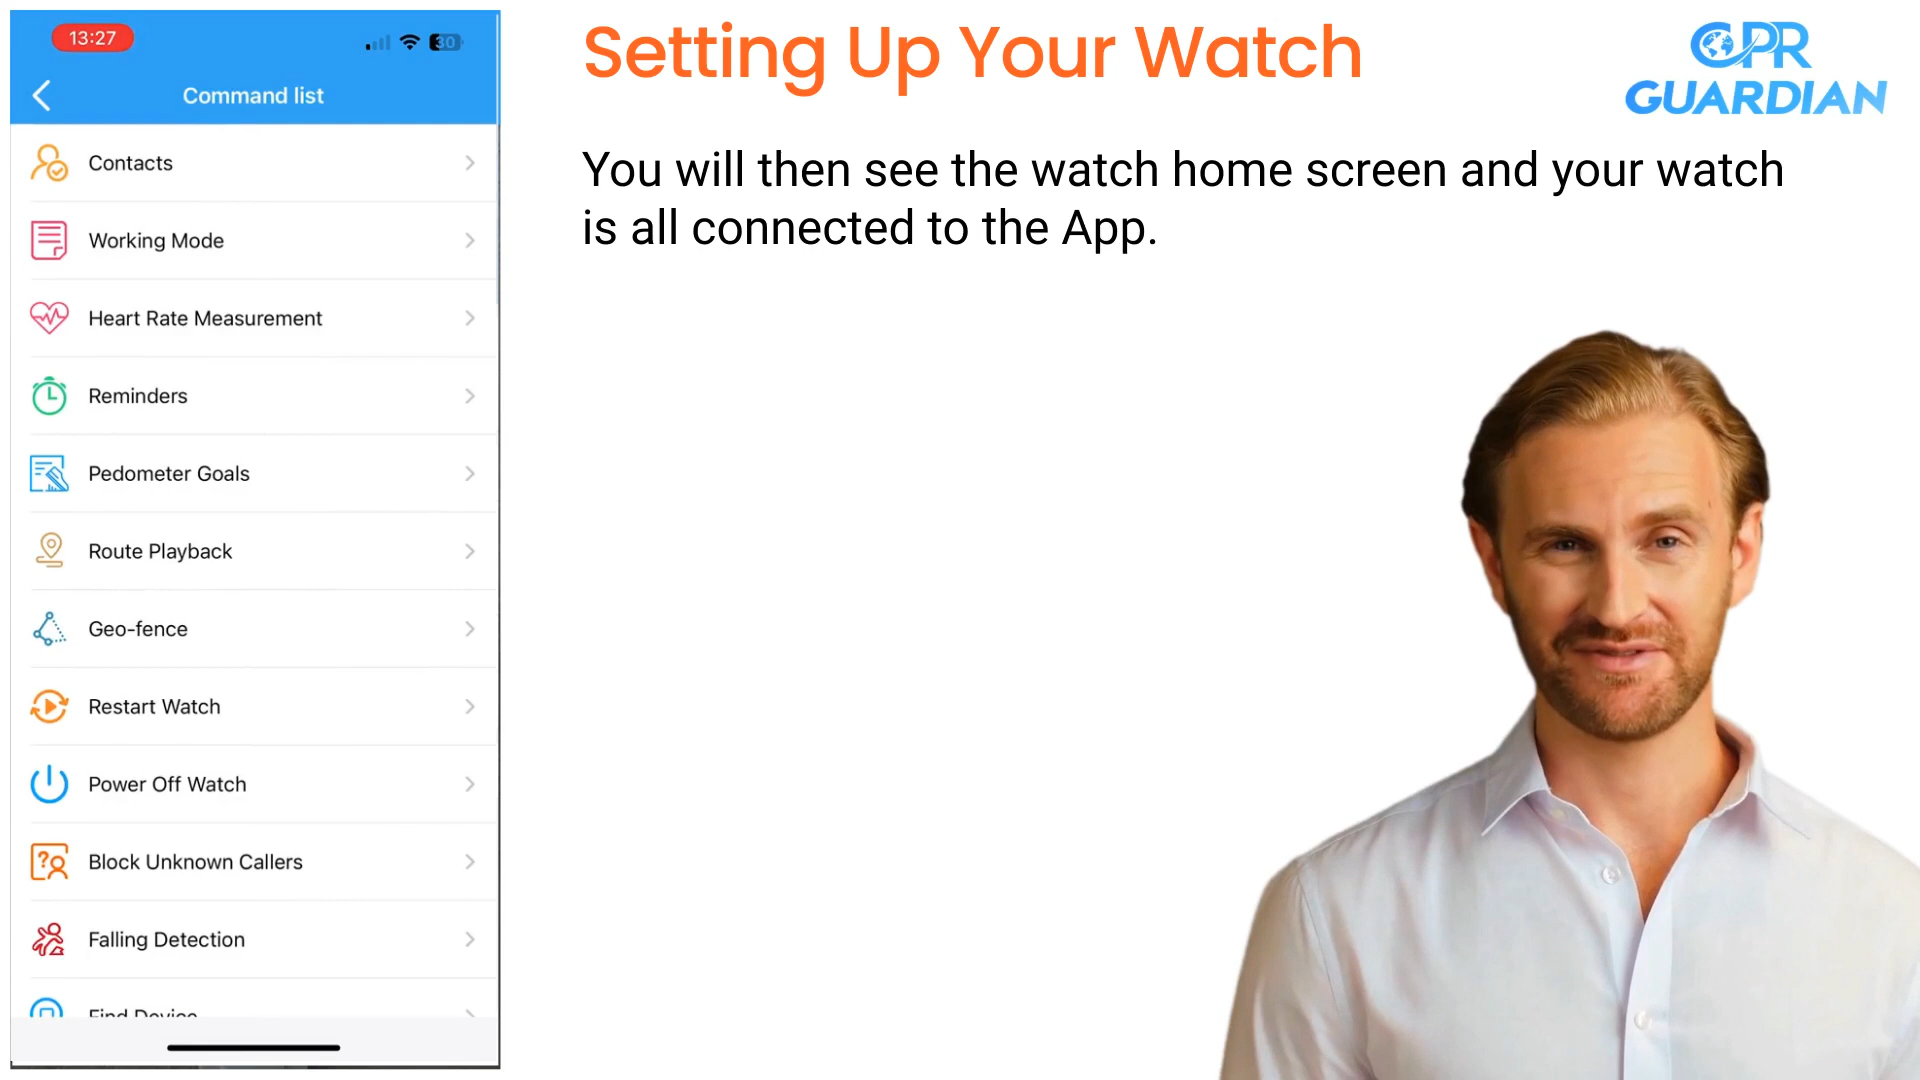 13:27
30
Command list
Contacts
Working Mode
Heart Rate Measurement
Reminders
Pedometer Goals
Route Playback
Geo-fence
Restart Watch
Power Off Watch
Block Unknown Callers
Falling Detection
Find Device
Setting Up Your Watch
You will then see the watch home screen and your watch
is all connected to the App.
CPR
GUARDIAN